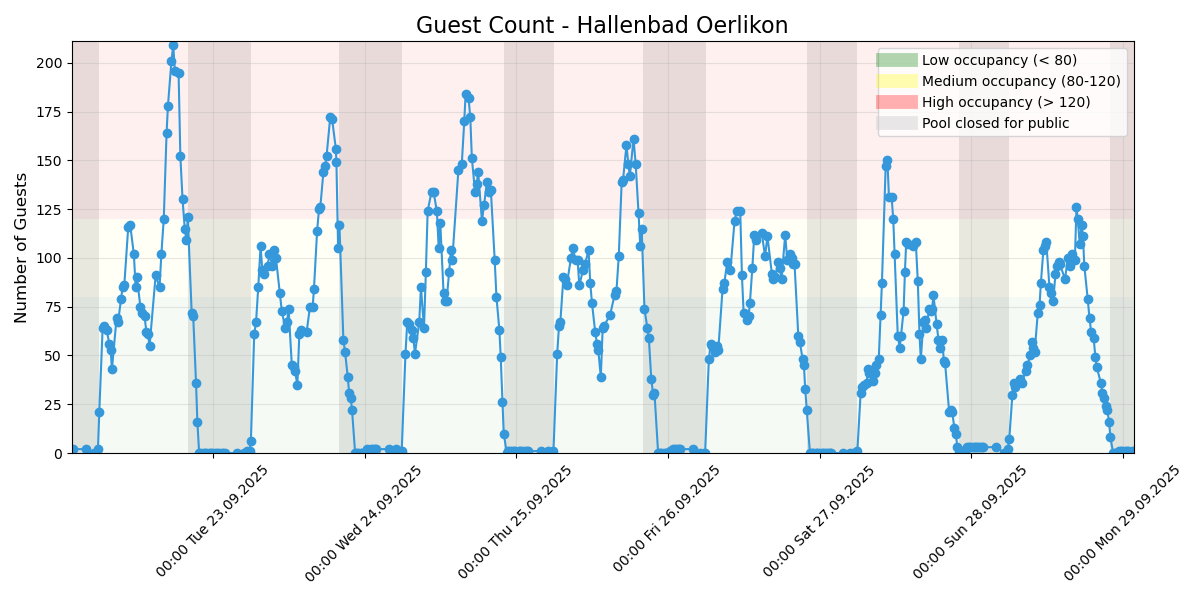 Guest Count - Hallenbad Oerlikon
Number of Guests
200
175
150
125
100
75
50
25
0
Low occupancy (< 80)
Medium occupancy (80-120)
High occupancy (> 120)
Pool closed for public
00:00 Tue 23.09.2025
00:00 Wed 24.09.2025
00:00 Thu 25.09.2025
00:00 Fri 26.09.2025
00:00 Sat 27.09.2025
00:00 Sun 28.09.2025
00:00 Mon 29.09.2025